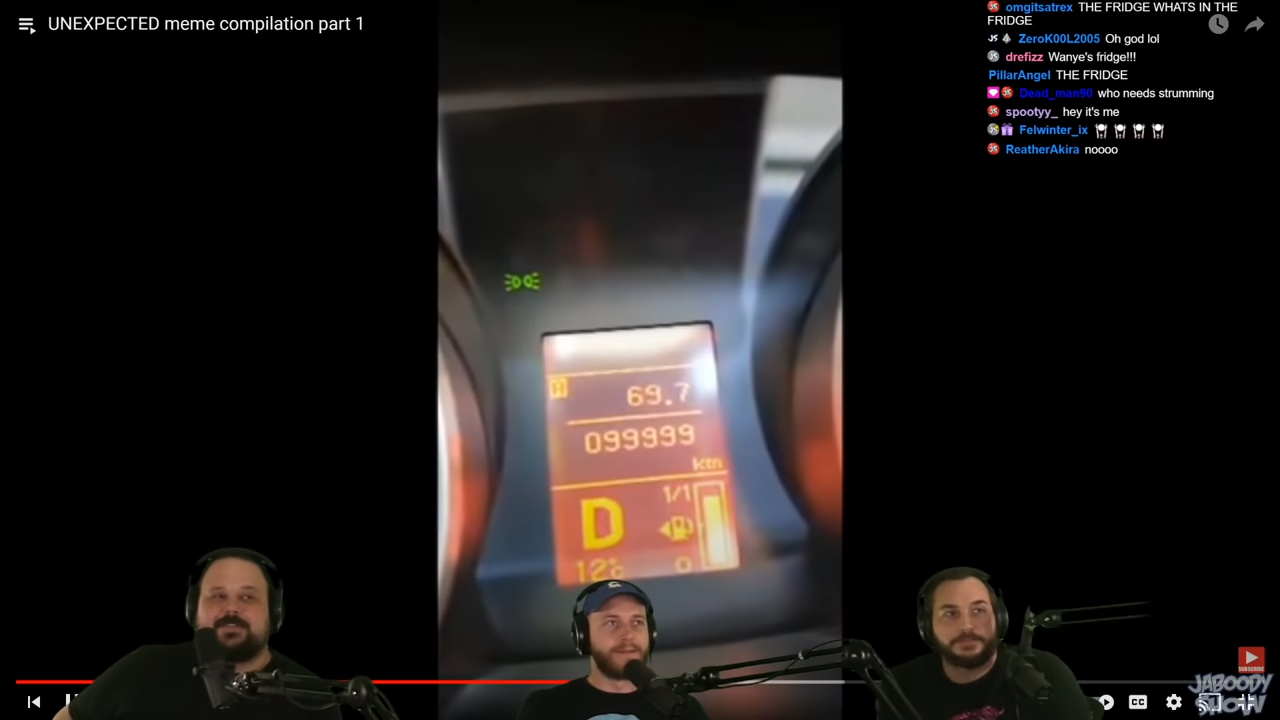 UNEXPECTED meme compilation part 1
omgitsatrex THE FRIDGE WHATS IN THE
FRIDGE
ZeroK00L2005 Oh god lol
drefizz Wanye's fridge!!!
PillarAngel THE FRIDGE
Dead_man90 who needs strumming
spootyy_ hey it's me
Felwinter_ix
ReatherAkira noooo
69.7
099999
km
1/1
D
12°c 0
SUBSCRIBE
JABOODY
SHOW
CC